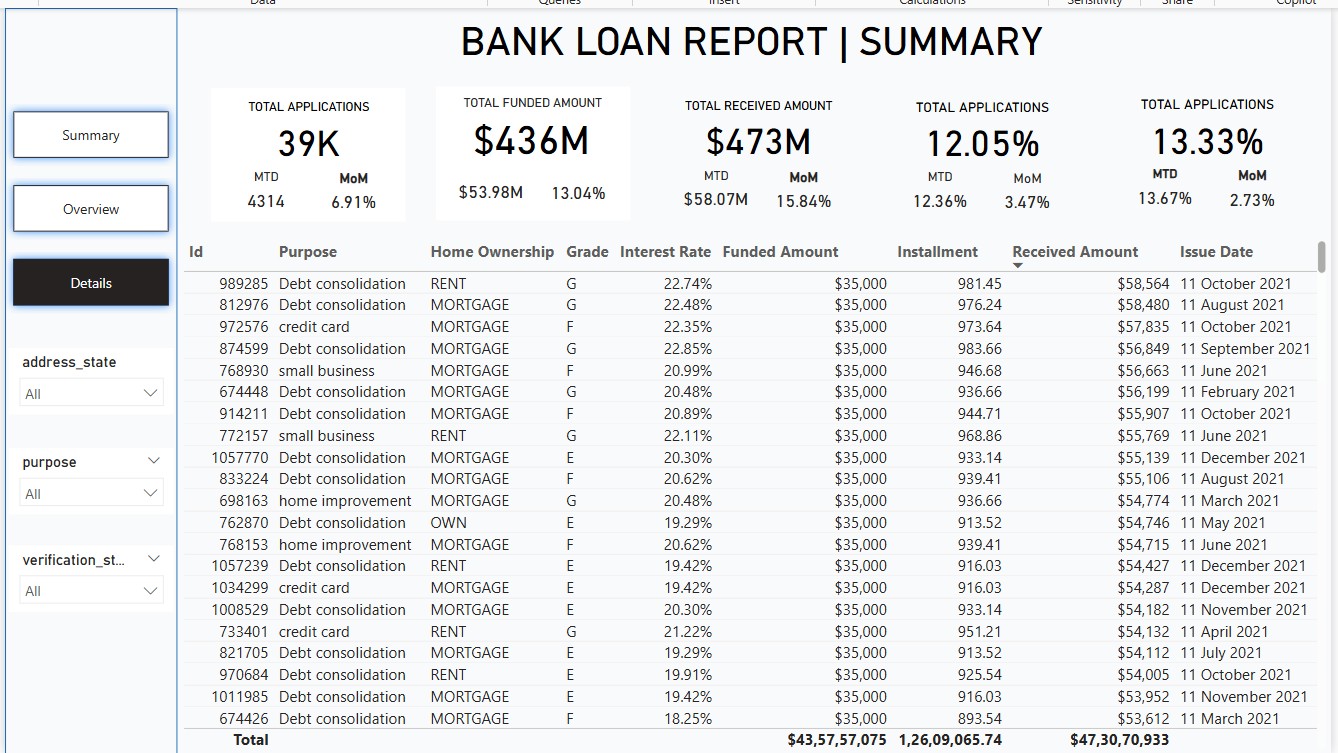 Data Queries Insert Calculations Sensitivity Share Copilot
BANK LOAN REPORT | SUMMARY
Summary
Overview
Details
address_state
All
purpose
All
verification_st...
All
TOTAL APPLICATIONS
39K
MTD MoM
4314 6.91%
TOTAL FUNDED AMOUNT
$436M
$53.98M 13.04%
TOTAL RECEIVED AMOUNT
$473M
MTD MoM
$58.07M 15.84%
TOTAL APPLICATIONS
12.05%
MTD MoM
12.36% 3.47%
TOTAL APPLICATIONS
13.33%
MTD MoM
13.67% 2.73%
Id Purpose Home Ownership Grade Interest Rate Funded Amount Installment Received Amount Issue Date
989285 Debt consolidation RENT G 22.74% $35,000 981.45 $58,564 11 October 2021
812976 Debt consolidation MORTGAGE G 22.48% $35,000 976.24 $58,480 11 August 2021
972576 credit card MORTGAGE F 22.35% $35,000 973.64 $57,835 11 October 2021
874599 Debt consolidation MORTGAGE G 22.85% $35,000 983.66 $56,849 11 September 2021
768930 small business MORTGAGE F 20.99% $35,000 946.68 $56,663 11 June 2021
674448 Debt consolidation MORTGAGE G 20.48% $35,000 936.66 $56,199 11 February 2021
914211 Debt consolidation MORTGAGE F 20.89% $35,000 944.71 $55,907 11 October 2021
772157 small business RENT G 22.11% $35,000 968.86 $55,769 11 June 2021
1057770 Debt consolidation MORTGAGE E 20.30% $35,000 933.14 $55,139 11 December 2021
833224 Debt consolidation MORTGAGE F 20.62% $35,000 939.41 $55,106 11 August 2021
698163 home improvement MORTGAGE G 20.48% $35,000 936.66 $54,774 11 March 2021
762870 Debt consolidation OWN E 19.29% $35,000 913.52 $54,746 11 May 2021
768153 home improvement MORTGAGE F 20.62% $35,000 939.41 $54,715 11 June 2021
1057239 Debt consolidation RENT E 19.42% $35,000 916.03 $54,427 11 December 2021
1034299 credit card MORTGAGE E 19.42% $35,000 916.03 $54,287 11 December 2021
1008529 Debt consolidation MORTGAGE E 20.30% $35,000 933.14 $54,182 11 November 2021
733401 credit card RENT G 21.22% $35,000 951.21 $54,132 11 April 2021
821705 Debt consolidation MORTGAGE E 19.29% $35,000 913.52 $54,112 11 July 2021
970684 Debt consolidation RENT E 19.91% $35,000 925.54 $54,005 11 October 2021
1011985 Debt consolidation MORTGAGE E 19.42% $35,000 916.03 $53,952 11 November 2021
674426 Debt consolidation MORTGAGE F 18.25% $35,000 893.54 $53,612 11 March 2021
Total $43,57,57,075 1,26,09,065.74 $47,30,70,933